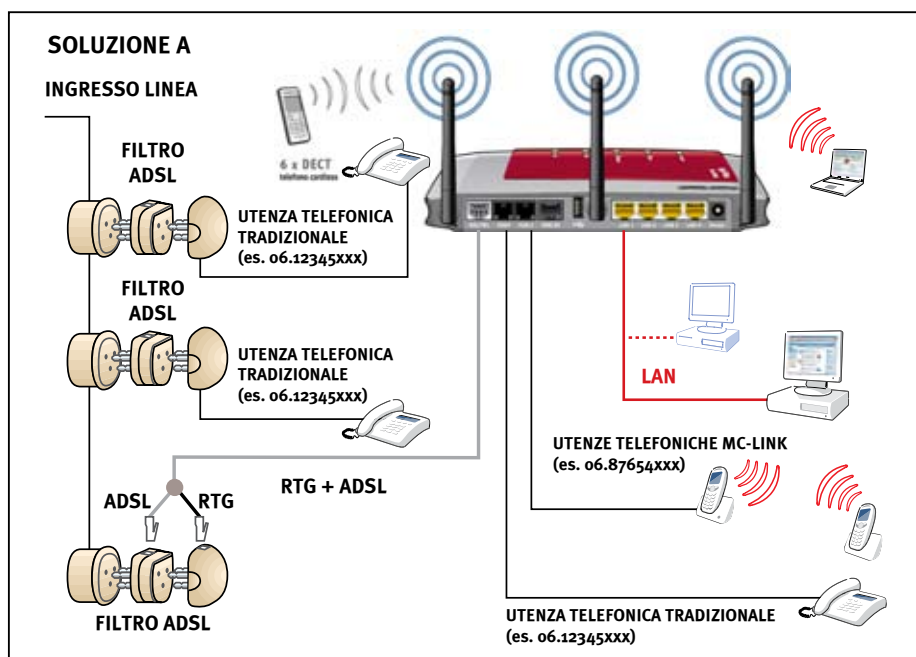 SOLUZIONE A
INGRESSO LINEA
FILTRO
ADSL
6 x DECT
telefono cordless
UTENZA TELEFONICA
TRADIZIONALE
(es. 06.12345xxx)
FILTRO
ADSL
UTENZA TELEFONICA
TRADIZIONALE
(es. 06.12345xxx)
LAN
UTENZE TELEFONICHE MC-LINK
(es. 06.87654xxx)
RTG + ADSL
ADSL
RTG
FILTRO ADSL
UTENZA TELEFONICA TRADIZIONALE
(es. 06.12345xxx)